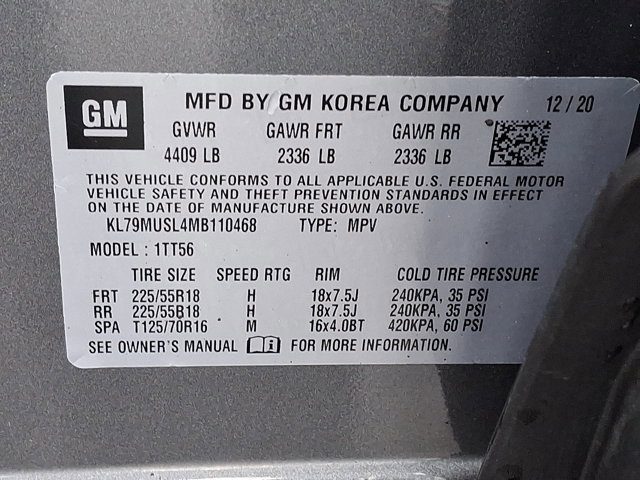 GM MFD BY GM KOREA COMPANY 12/20
GVWR GAWR FRT GAWR RR
4409 LB 2336 LB 2336 LB
THIS VEHICLE CONFORMS TO ALL APPLICABLE U.S. FEDERAL MOTOR
VEHICLE SAFETY AND THEFT PREVENTION STANDARDS IN EFFECT
ON THE DATE OF MANUFACTURE SHOWN ABOVE.
KL79MUSL4MB110468 TYPE: MPV
MODEL : 1TT56
TIRE SIZE SPEED RTG RIM COLD TIRE PRESSURE
FRT 225/55R18 H 18x7.5J 240KPA, 35 PSI
RR 225/55R18 H 18x7.5J 240KPA, 35 PSI
SPA T125/70R16 M 16x4.0BT 420KPA, 60 PSI
SEE OWNER'S MANUAL FOR MORE INFORMATION.